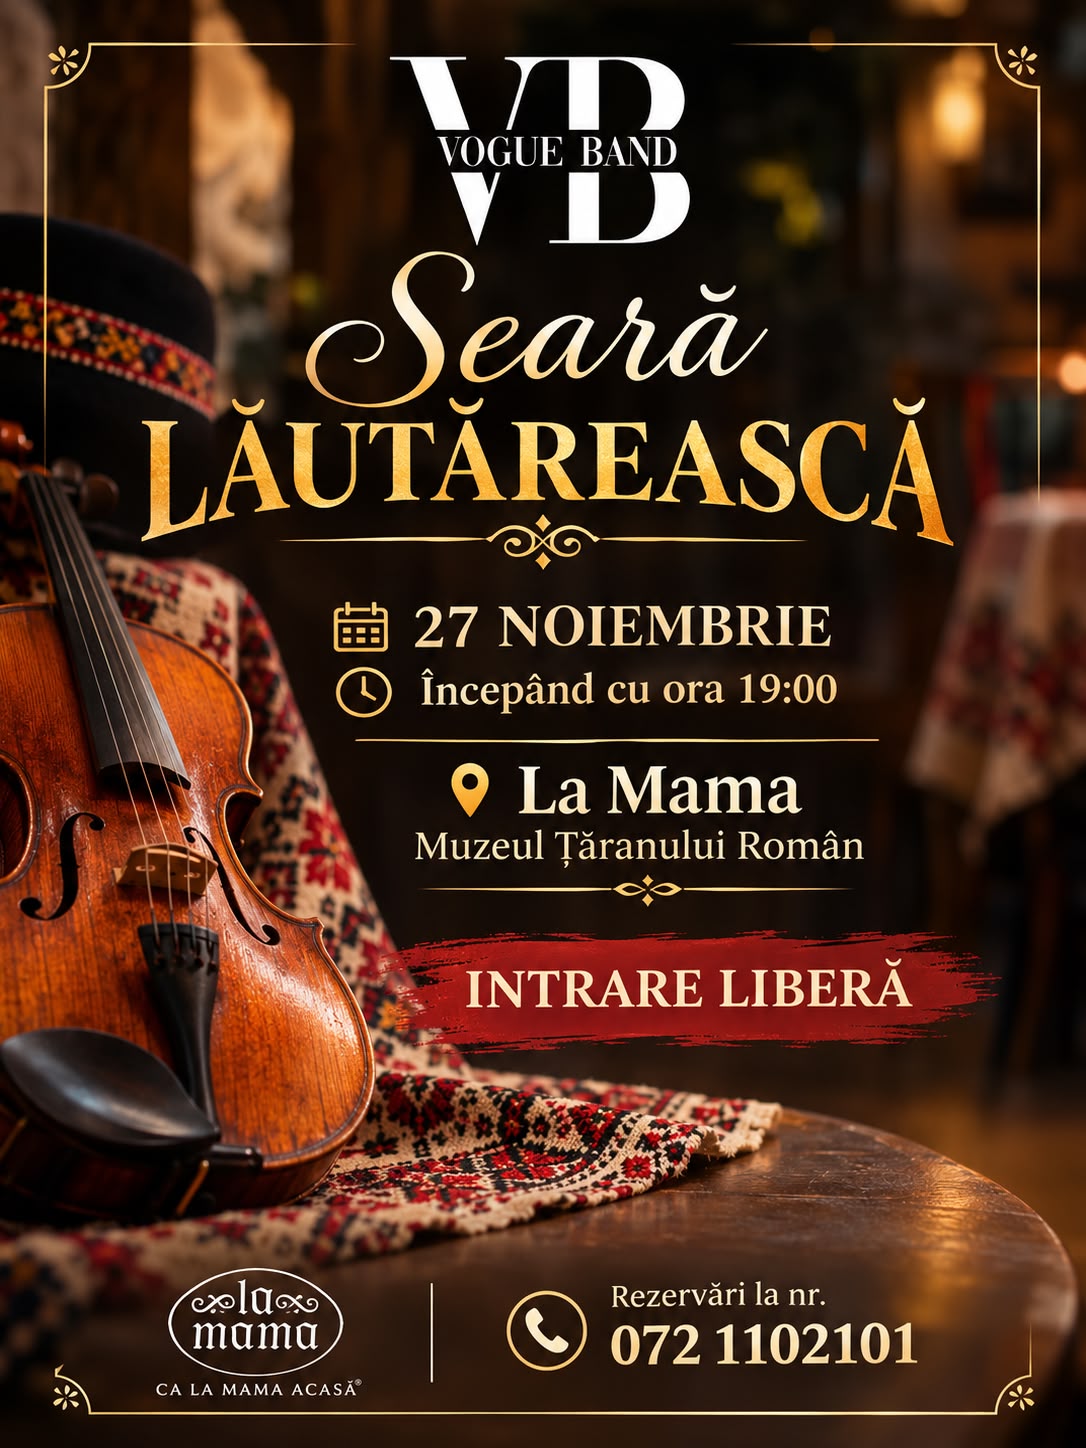 VB
VOGUE BAND
Seară
LĂUTĂREASCĂ
27 NOIEMBRIE
Începând cu ora 19:00
La Mama
Muzeul Țăranului Român
INTRARE LIBERĂ
la
mama
CA LA MAMA ACASĂ®
Rezervări la nr.
072 1102101